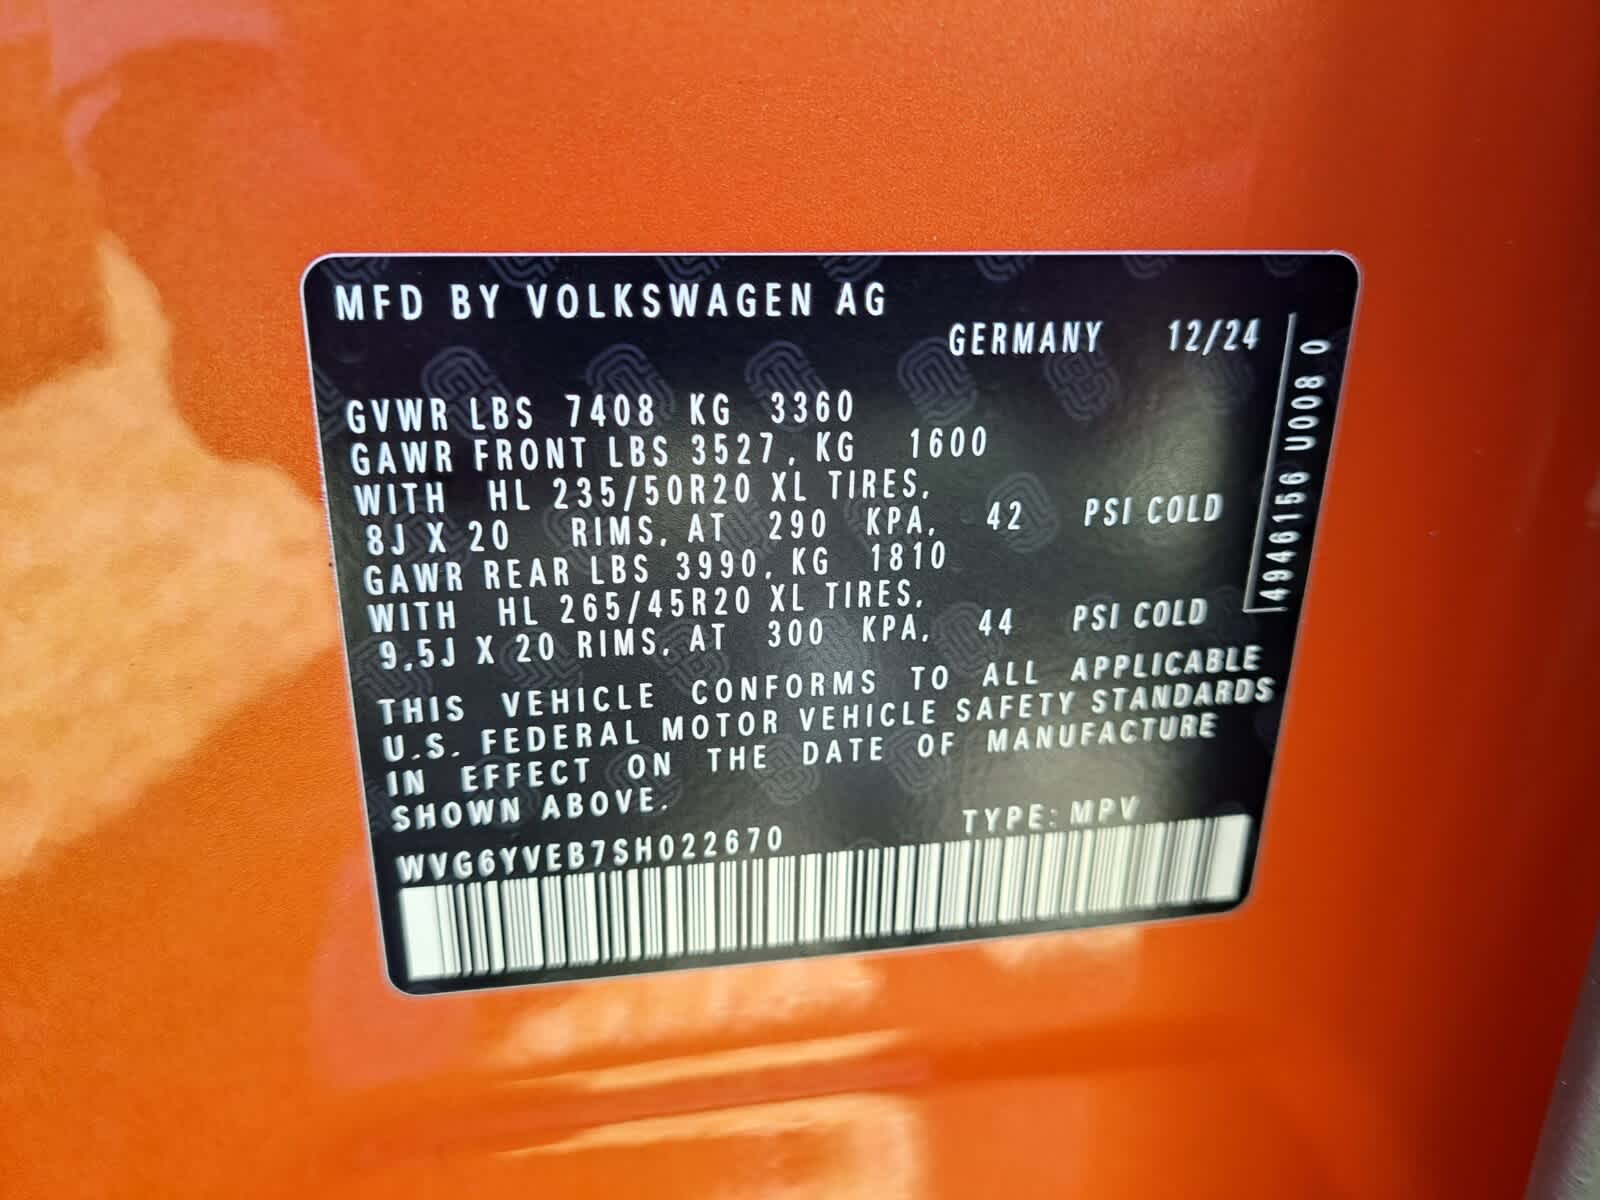 MFD BY VOLKSWAGEN AG
GERMANY 12/24
GVWR LBS 7408 KG 3360
GAWR FRONT LBS 3527, KG 1600
WITH HL 235/50R20 XL TIRES,
8J X 20 RIMS, AT 290 KPA, 42 PSI COLD
GAWR REAR LBS 3990, KG 1810
WITH HL 265/45R20 XL TIRES,
9,5J X 20 RIMS, AT 300 KPA, 44 PSI COLD
THIS VEHICLE CONFORMS TO ALL APPLICABLE
U.S. FEDERAL MOTOR VEHICLE SAFETY STANDARDS
IN EFFECT ON THE DATE OF MANUFACTURE
SHOWN ABOVE.
WVG6YVEB7SH022670 TYPE: MPV
4946156 U008 0